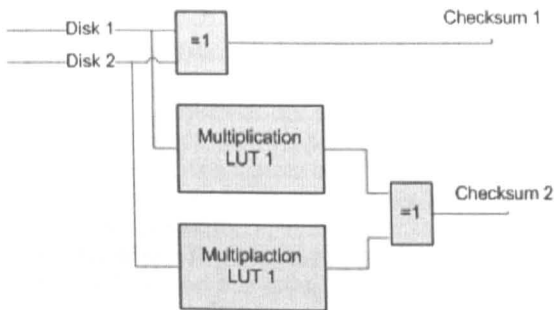 Checksum 1
Disk 1
=1
Disk 2
Multiplication
LUT 1
Checksum 2
=1
Multiplaction
LUT 1